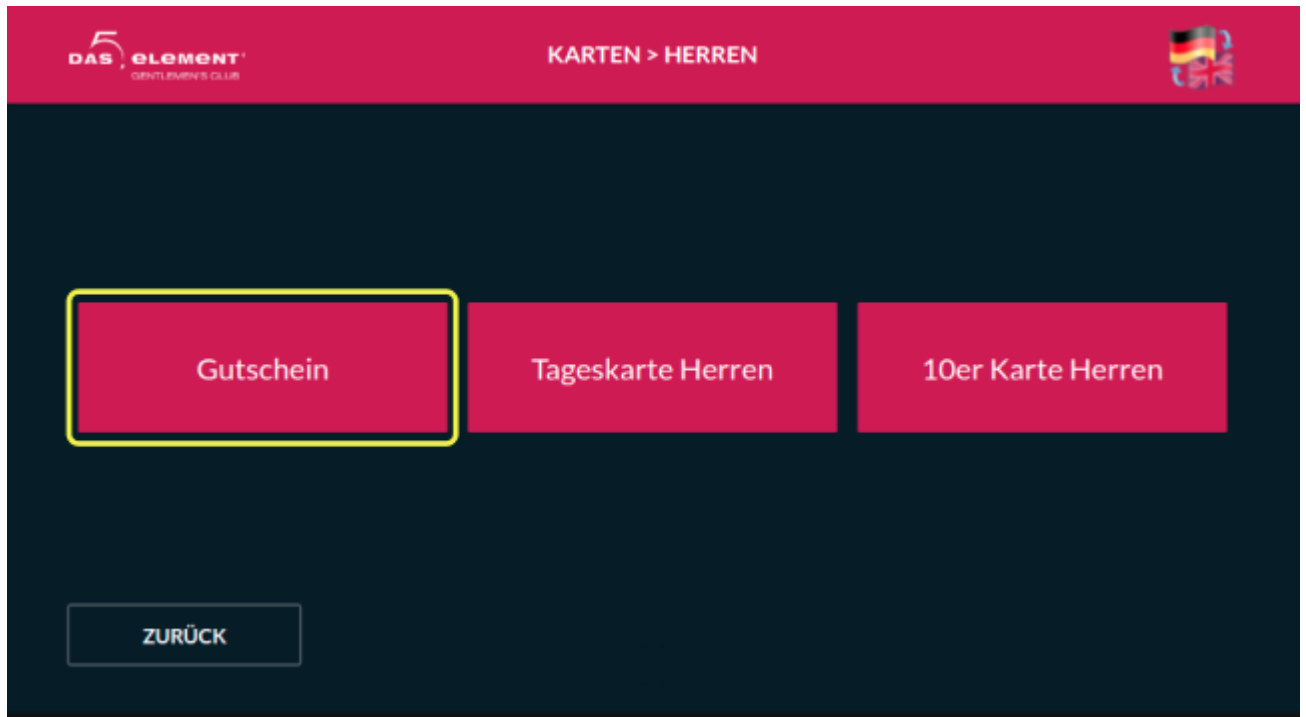 DAS 5 ELEMENT
GENTLEMEN'S CLUB
KARTEN > HERREN
Gutschein
Tageskarte Herren
10er Karte Herren
ZURÜCK